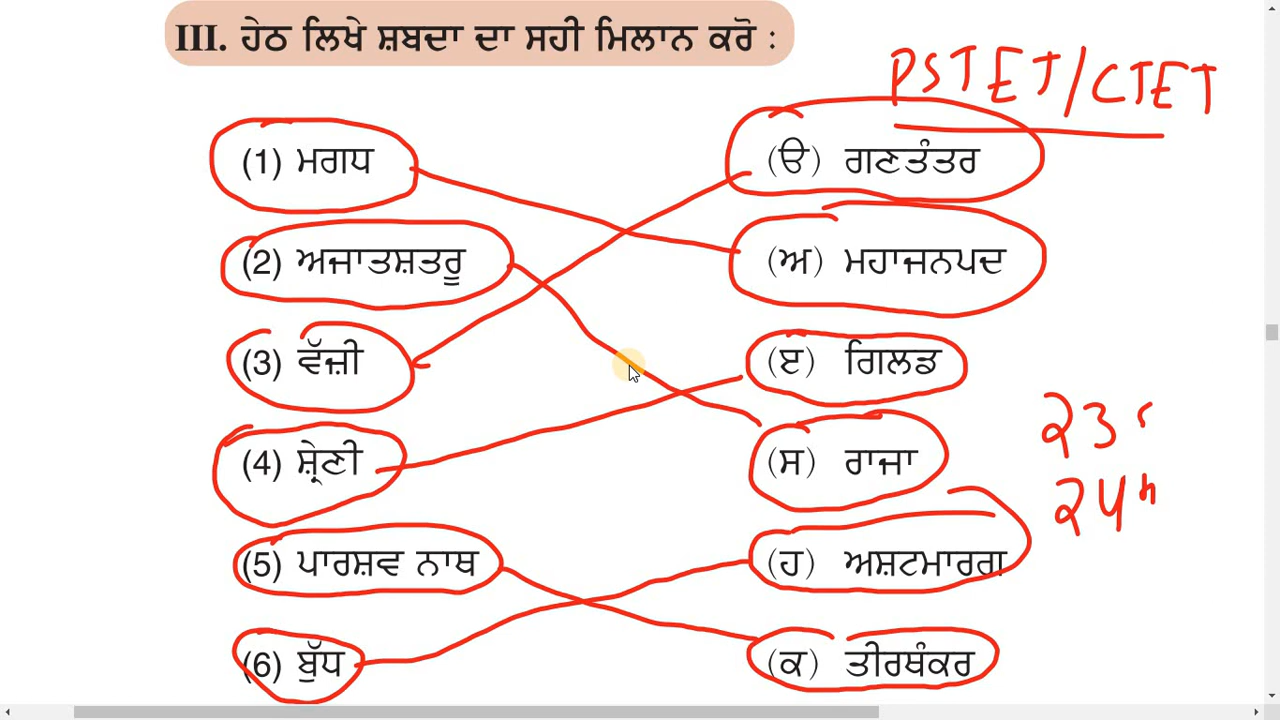 III. ਹੇਠ ਲਿਖੇ ਸ਼ਬਦਾ ਦਾ ਸਹੀ ਮਿਲਾਨ ਕਰੋ :
PSTET/CTET
(1) ਮਗਧ (ੳ) ਗਣਤੰਤਰ
(2) ਅਜਾਤਸ਼ਤਰੂ (ਅ) ਮਹਾਜਨਪਦ
(3) ਵੱਜ਼ੀ (ੲ) ਗਿਲਡ
(4) ਸ਼੍ਰੇਣੀ (ਸ) ਰਾਜਾ
(5) ਪਾਰਸ਼ਵ ਨਾਥ (ਹ) ਅਸ਼ਟਮਾਰਗ
(6) ਬੁੱਧ (ਕ) ਤੀਰਥੰਕਰ